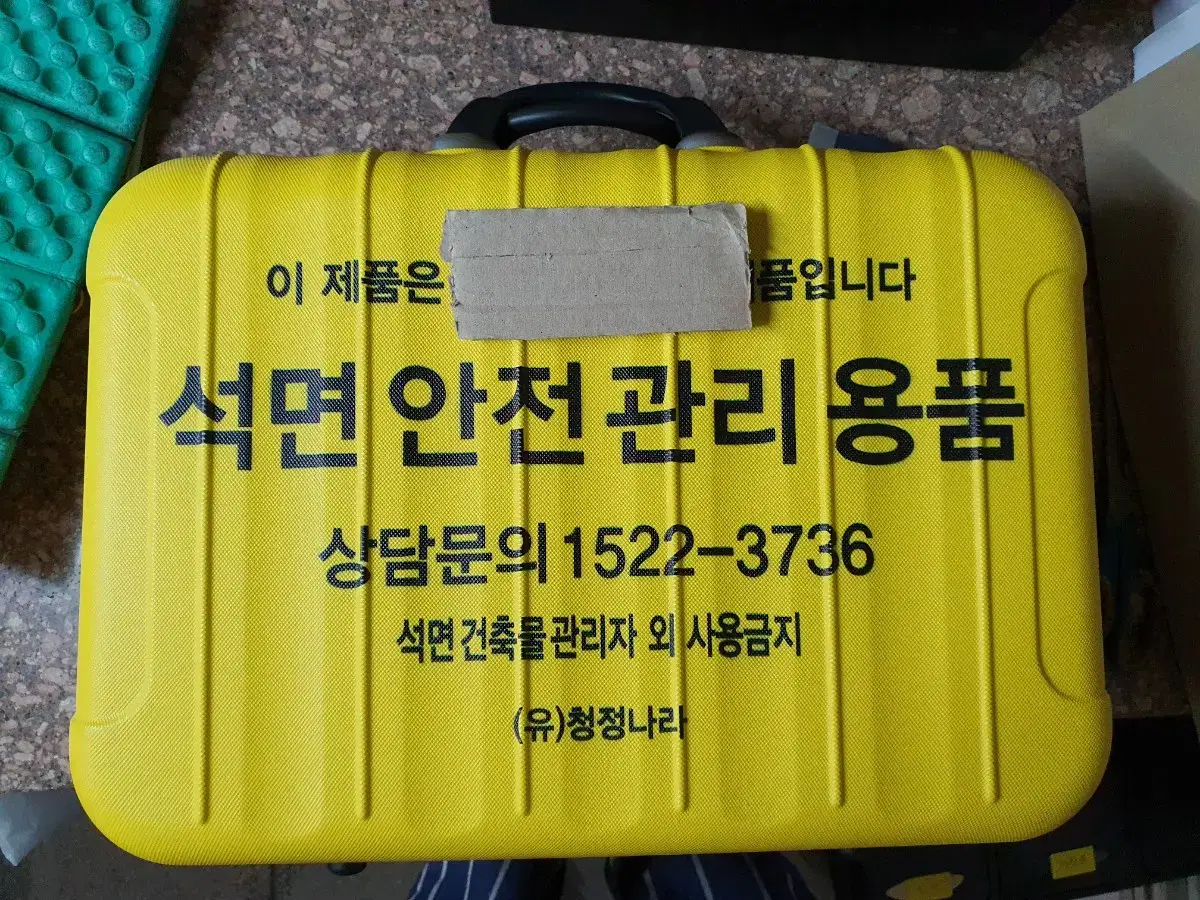 이 제품은 품입니다
석면 안전 관리 용품
상담문의 1522-3736
석면 건축물관리자 외 사용금지
(유)청정나라